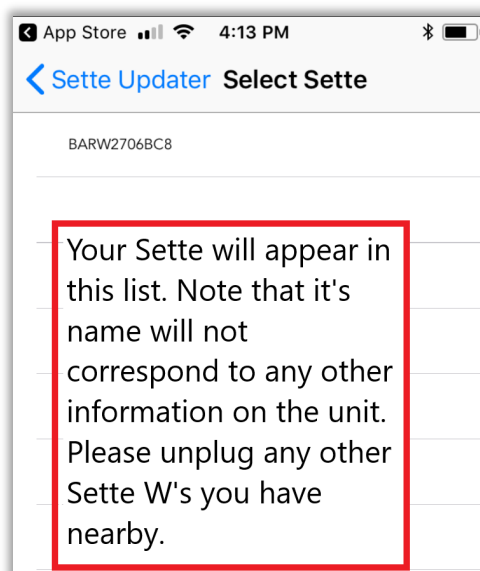 App Store 4:13 PM
Sette Updater Select Sette
BARW2706BC8
Your Sette will appear in
this list. Note that it's
name will not
correspond to any other
information on the unit.
Please unplug any other
Sette W's you have
nearby.